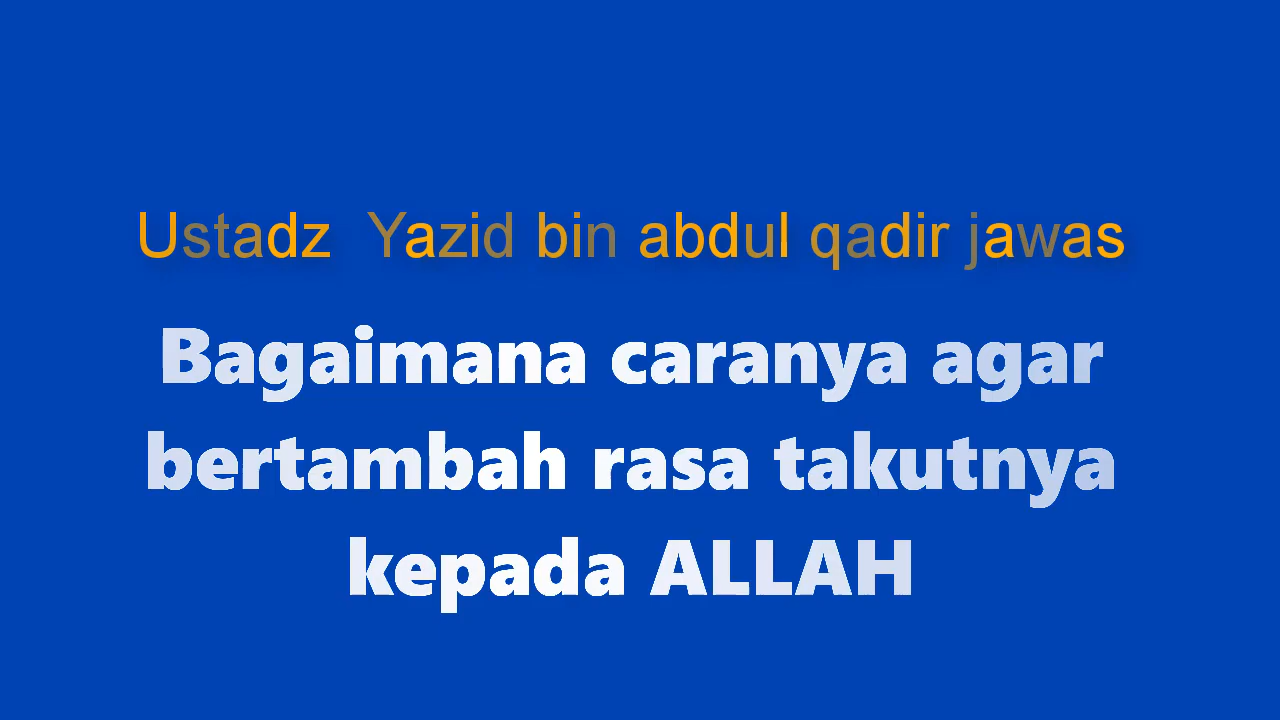 Ustadz Yazid bin abdul qadir jawas
Bagaimana caranya agar
bertambah rasa takutnya
kepada ALLAH